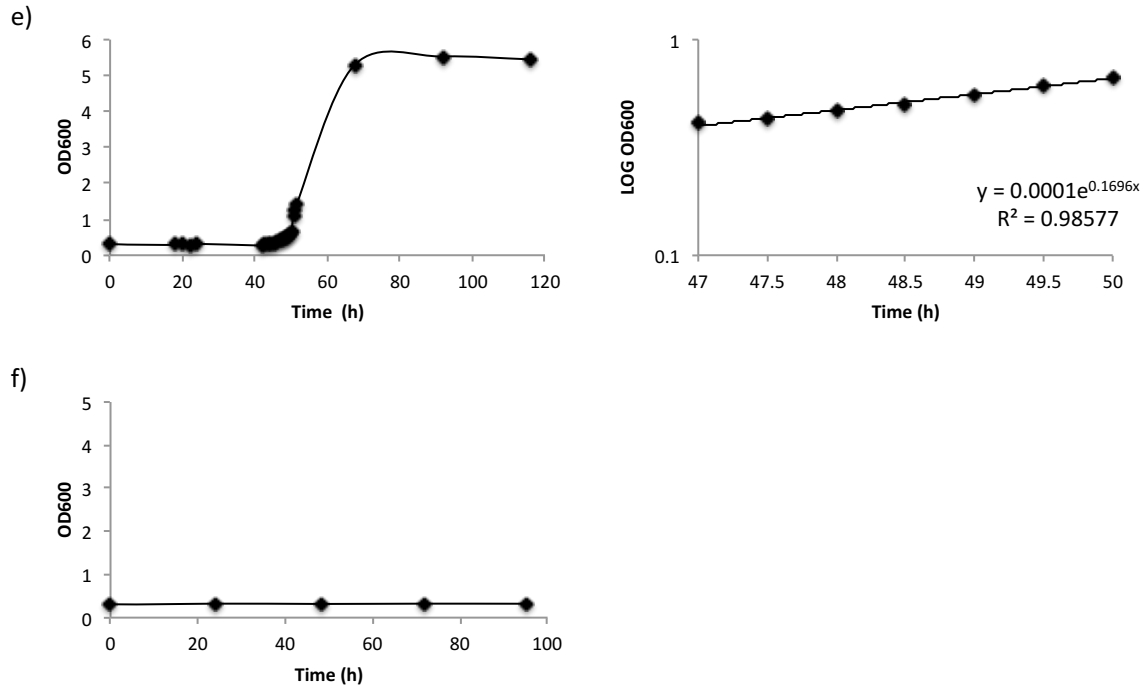 e)
6
5
4
3
2
1
0
OD600
0 20 40 60 80 100 120
Time (h)
1
0.1
LOG OD600
y = 0.0001e^0.1696x
R² = 0.98577
47 47.5 48 48.5 49 49.5 50
Time (h)
f)
5
4
3
2
1
0
OD600
0 20 40 60 80 100
Time (h)